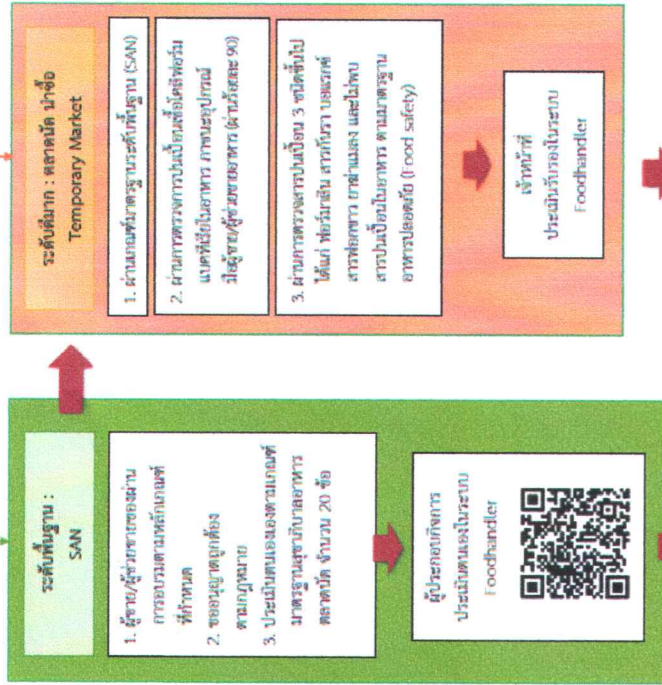 ระดับพื้นฐาน :
SAN
1. ผู้ขาย/ผู้ช่วยขายของผ่าน
การอบรมตามหลักเกณฑ์
ที่กำหนด
2. ขออนุญาตถูกต้อง
ตามกฎหมาย
3. ประเมินตนเองตามเกณฑ์
มาตรฐานสุขาภิบาลอาหาร
ตลาดนัด จำนวน 20 ข้อ
ผู้ประกอบกิจการ
ประเมินตนเองในระบบ
Foodhandler
ระดับดีมาก : ตลาดนัด น่าซื้อ
Temporary Market
1. ผ่านเกณฑ์มาตรฐานระดับพื้นฐาน (SAN)
2. ผ่านการตรวจการปนเปื้อนเชื้อโคลิฟอร์ม
แบคทีเรียในอาหาร ภาชนะอุปกรณ์
มือผู้ขาย/ผู้ช่วยขายอาหาร (ผ่านร้อยละ 90)
3. ผ่านการตรวจการปนเปื้อน 3 ชนิดขึ้นไป
ได้แก่ ฟอร์มาลิน สารกันรา บอแรกซ์
สารฟอกขาว ยาฆ่าแมลง และไม่พบ
สารปนเปื้อนในอาหาร ตามมาตรฐาน
อาหารปลอดภัย (Food safety)
เจ้าหน้าที่
ประเมินรับรองในระบบ
Foodhandler